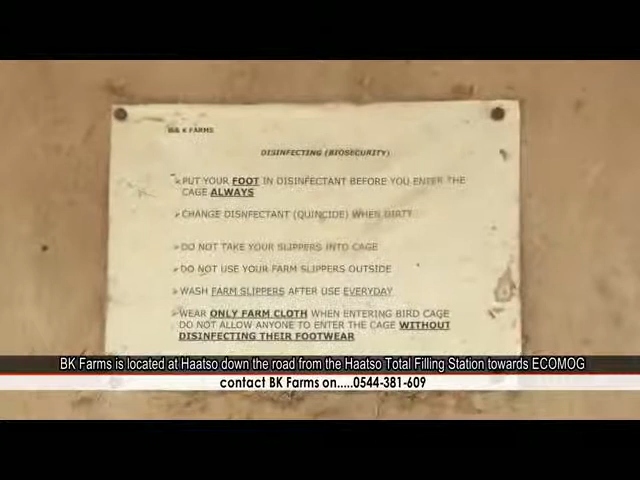 B& K FARMS
DISINFECTING (BIOSECURITY)
➢PUT YOUR FOOT IN DISINFECTANT BEFORE YOU ENTER THE
CAGE ALWAYS
➢CHANGE DISNFECTANT (QUINCIDE) WHEN DIRTY
➢DO NOT TAKE YOUR SLIPPERS INTO CAGE
➢DO NOT USE YOUR FARM SLIPPERS OUTSIDE
➢WASH FARM SLIPPERS AFTER USE EVERYDAY
➢WEAR ONLY FARM CLOTH WHEN ENTERING BIRD CAGE
DO NOT ALLOW ANYONE TO ENTER THE CAGE WITHOUT
DISINFECTING THEIR FOOTWEAR
BK Farms is located at Haatso down the road from the Haatso Total Filling Station towards ECOMOG
contact BK Farms on.....0544-381-609